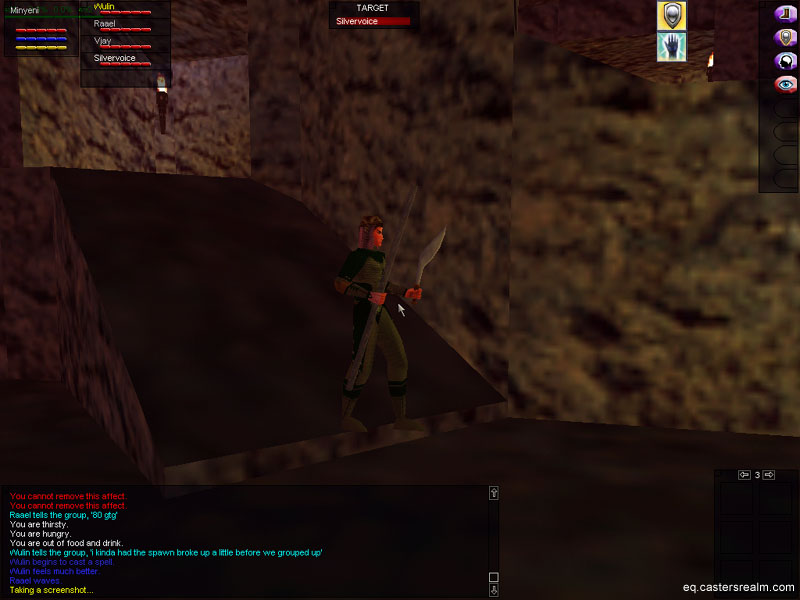 Minyeni
Wulin
Raael
Vjay
Silvervoice
TARGET
Silvervoice
3
You cannot remove this affect.
You cannot remove this affect.
Raael tells the group, '80 gtg'
You are thirsty.
You are hungry.
You are out of food and drink.
Wulin tells the group, 'i kinda had the spawn broke up a little before we grouped up'
Wulin begins to cast a spell.
Wulin feels much better.
Raael waves.
Taking a screenshot...
eq.castersrealm.com